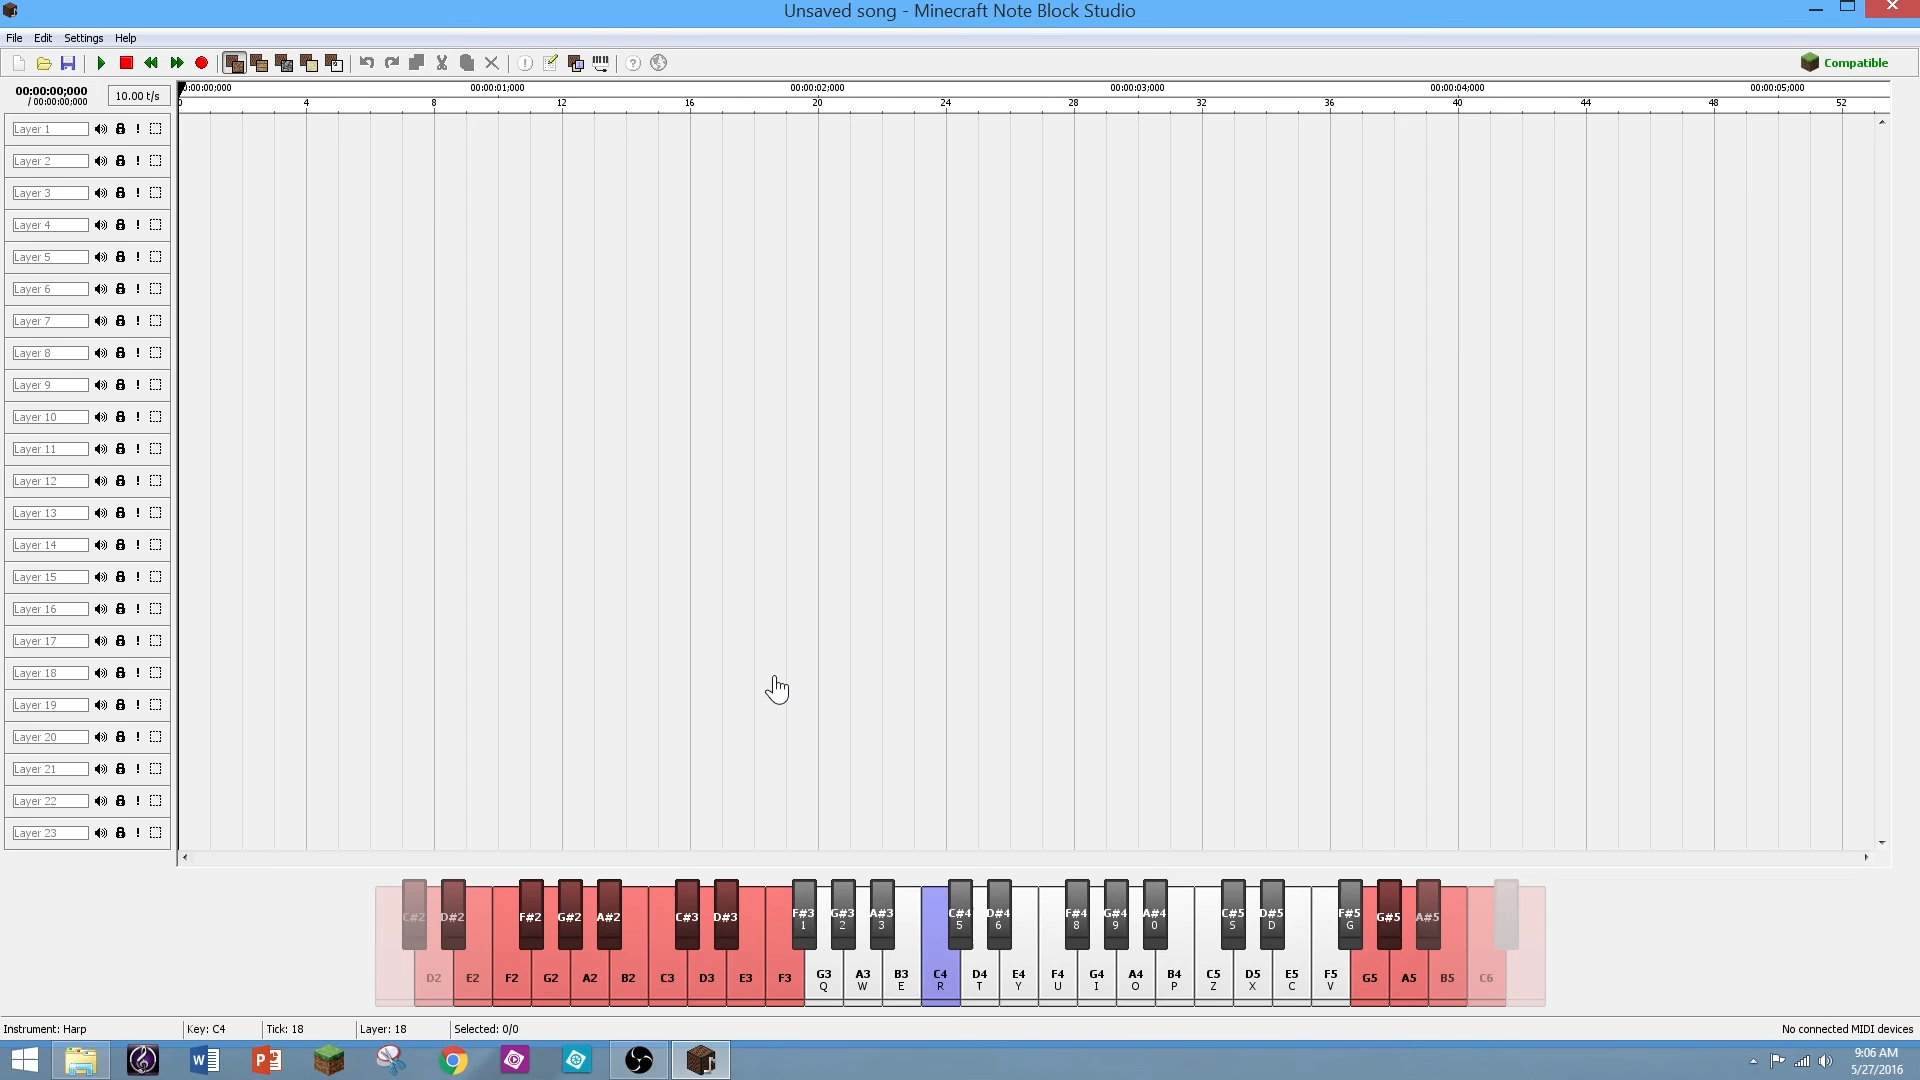 Unsaved song - Minecraft Note Block Studio
File Edit Settings Help
Compatible
00:00:00;000
/ 00:00:00;000
10.00 t/s
0:00:00;000 00:00:01;000 00:00:02;000 00:00:03;000 00:00:04;000 00:00:05;000
0 4 8 12 16 20 24 28 32 36 40 44 48 52
Layer 1
Layer 2
Layer 3
Layer 4
Layer 5
Layer 6
Layer 7
Layer 8
Layer 9
Layer 10
Layer 11
Layer 12
Layer 13
Layer 14
Layer 15
Layer 16
Layer 17
Layer 18
Layer 19
Layer 20
Layer 21
Layer 22
Layer 23
C#2 D#2 F#2 G#2 A#2 C#3 D#3 F#3 G#3 A#3 C#4 D#4 F#4 G#4 A#4 C#5 D#5 F#5 G#5 A#5
1 2 3 5 6 8 9 0 S D G
D2 E2 F2 G2 A2 B2 C3 D3 E3 F3 G3 A3 B3 C4 D4 E4 F4 G4 A4 B4 C5 D5 E5 F5 G5 A5 B5 C6
Q W E R T Y U I O P Z X C V
Instrument: Harp Key: C4 Tick: 18 Layer: 18 Selected: 0/0 No connected MIDI devices
9:06 AM
5/27/2016